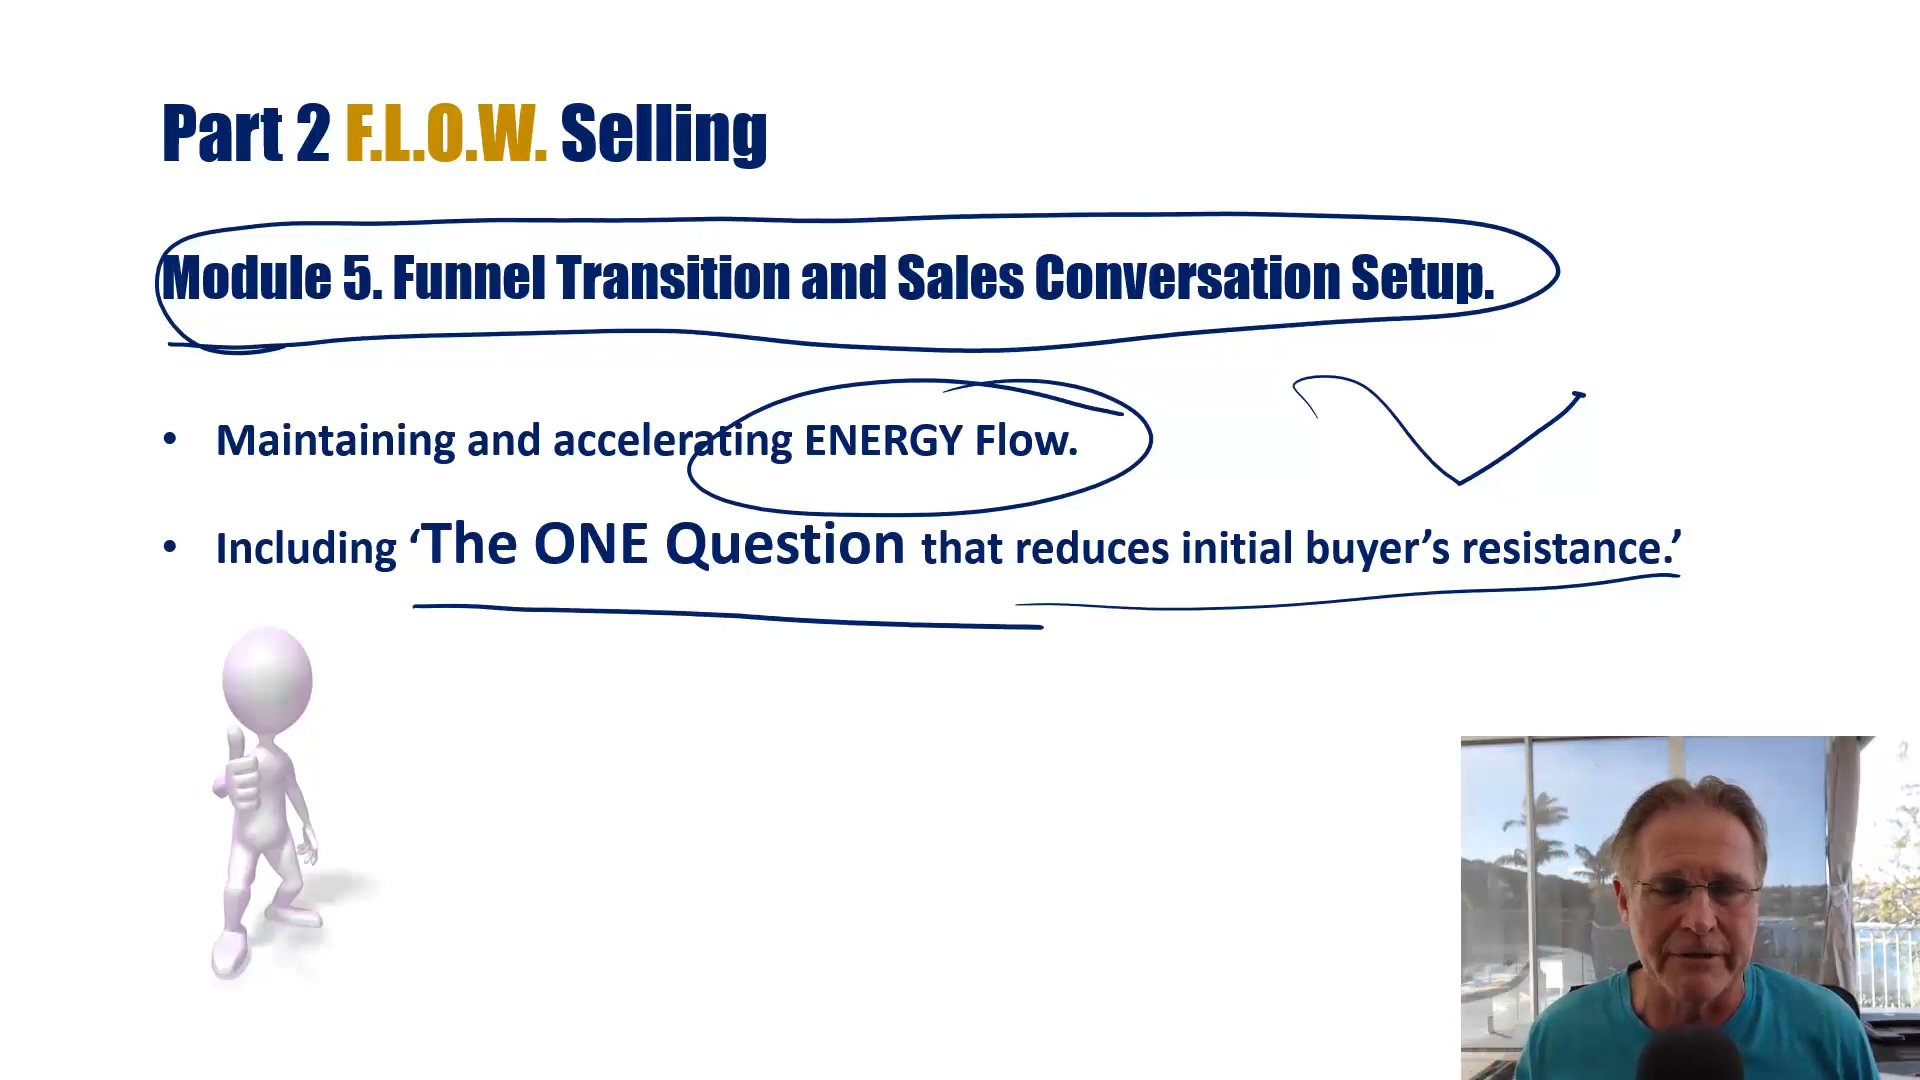 Part 2 F.L.O.W. Selling
Module 5. Funnel Transition and Sales Conversation Setup.
• Maintaining and accelerating ENERGY Flow.
• Including ‘The ONE Question that reduces initial buyer’s resistance.’